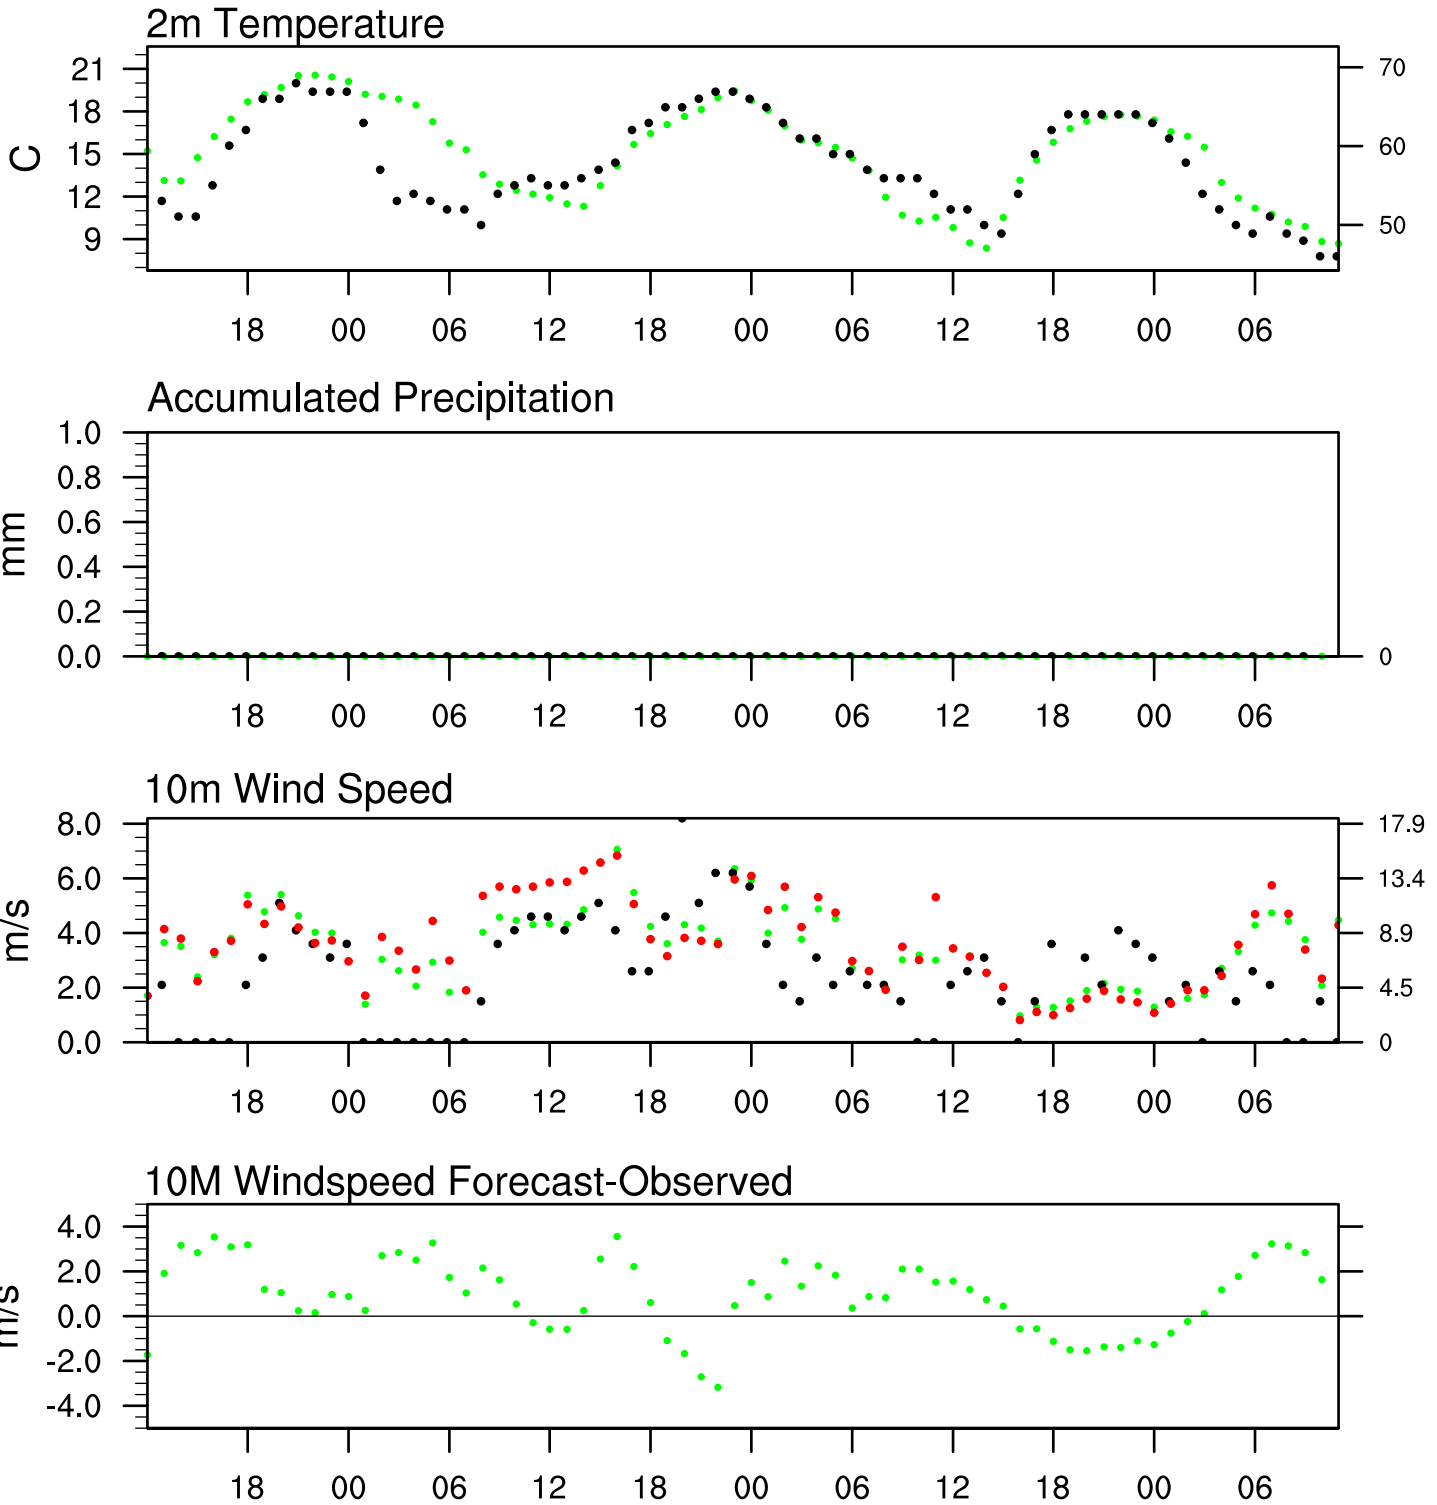 2m Temperature
21
18
15
12
9
C
70
60
50
18 00 06 12 18 00 06 12 18 00 06
Accumulated Precipitation
1.0
0.8
0.6
0.4
0.2
0.0
mm
0
18 00 06 12 18 00 06 12 18 00 06
10m Wind Speed
8.0
6.0
4.0
2.0
0.0
m/s
17.9
13.4
8.9
4.5
0
18 00 06 12 18 00 06 12 18 00 06
10M Windspeed Forecast-Observed
4.0
2.0
0.0
-2.0
-4.0
m/s
18 00 06 12 18 00 06 12 18 00 06